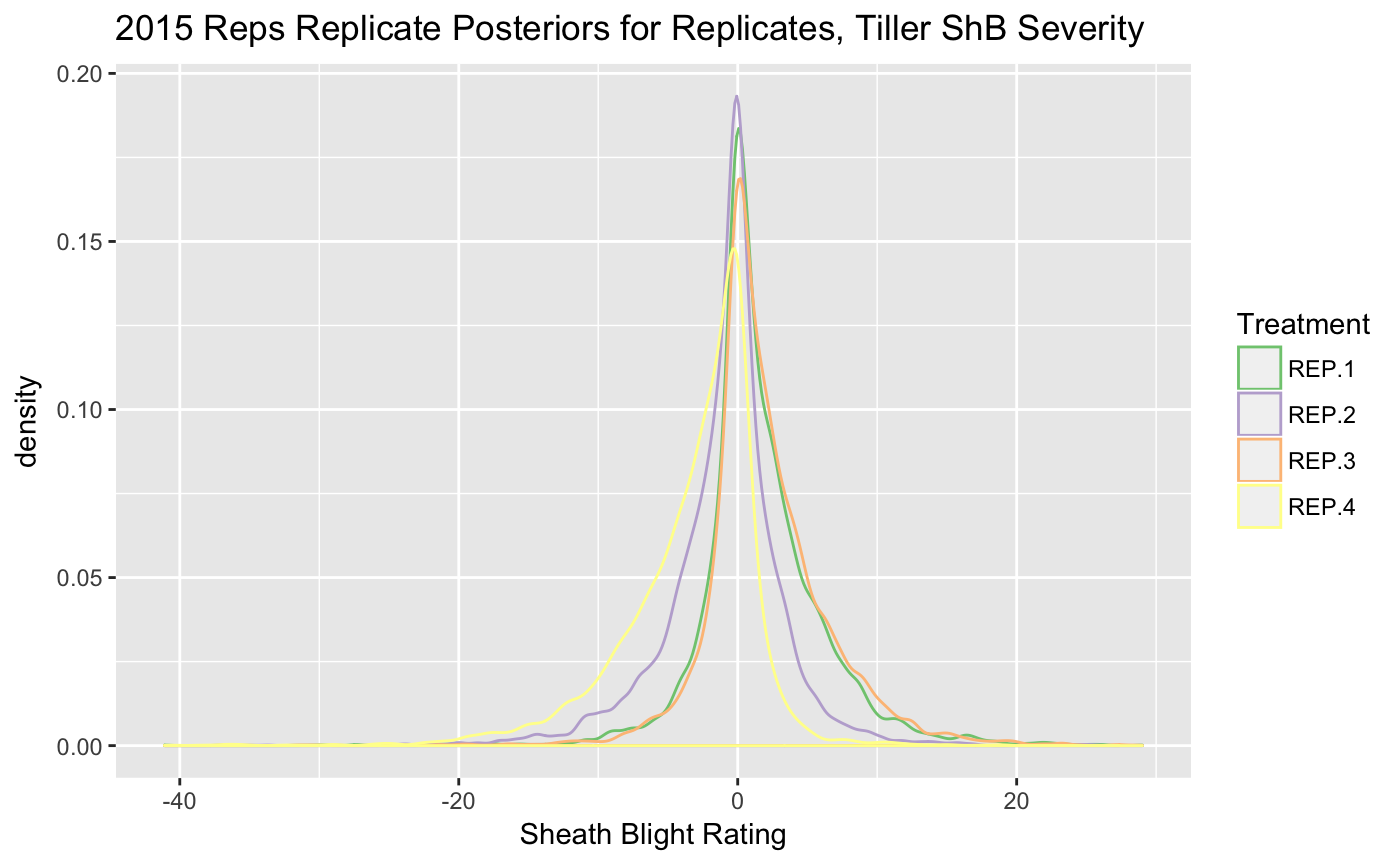 2015 Reps Replicate Posteriors for Replicates, Tiller ShB Severity
0.20
0.15
0.10
0.05
0.00
density
-40
-20
0
20
Sheath Blight Rating
Treatment
REP.1
REP.2
REP.3
REP.4